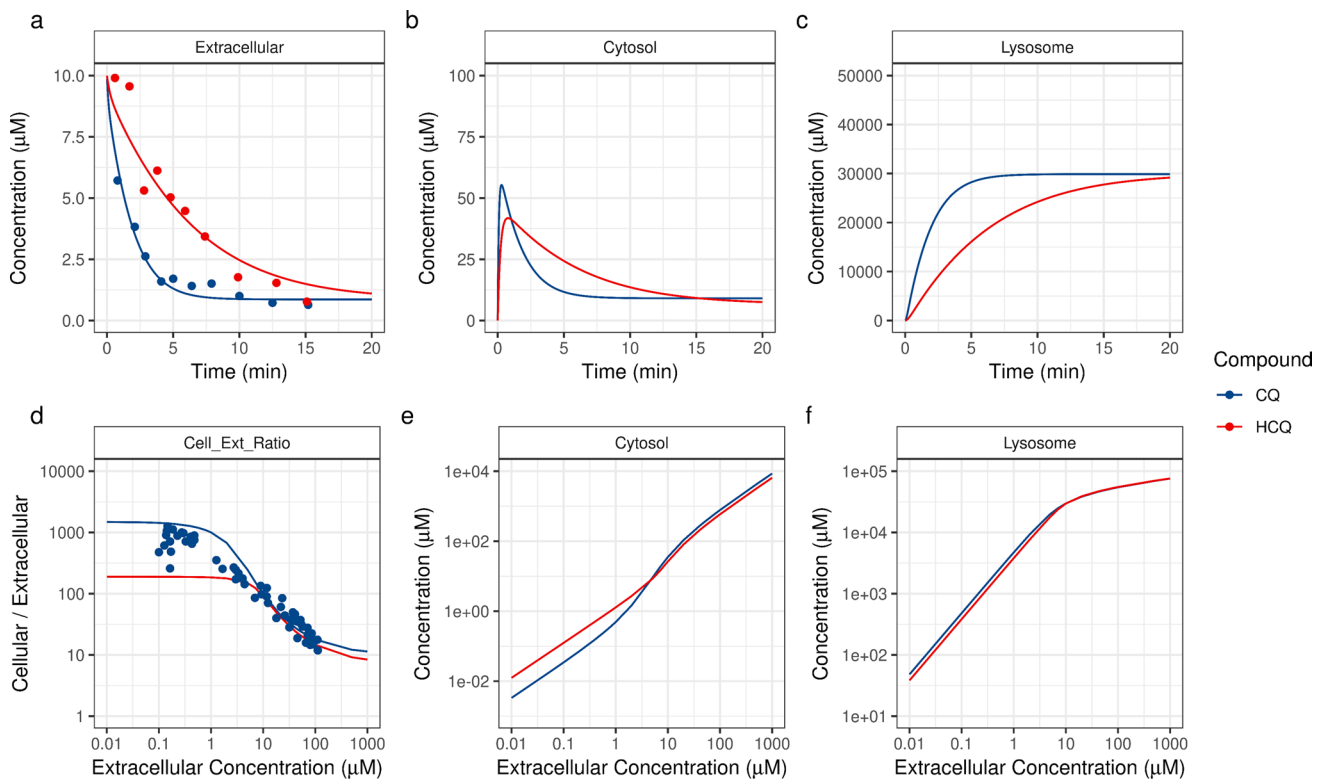 a
Extracellular
Concentration (μM)
10.0
7.5
5.0
2.5
0.0
0 5 10 15 20
Time (min)
b
Cytosol
Concentration (μM)
100
75
50
25
0
0 5 10 15 20
Time (min)
c
Lysosome
Concentration (μM)
50000
40000
30000
20000
10000
0
0 5 10 15 20
Time (min)
Compound
CQ
HCQ
d
Cell_Ext_Ratio
Cellular / Extracellular
10000
1000
100
10
1
0.01 0.1 1 10 100 1000
Extracellular Concentration (μM)
e
Cytosol
Concentration (μM)
1e+04
1e+02
1e+00
1e-02
0.01 0.1 1 10 100 1000
Extracellular Concentration (μM)
f
Lysosome
Concentration (μM)
1e+05
1e+04
1e+03
1e+02
1e+01
0.01 0.1 1 10 100 1000
Extracellular Concentration (μM)